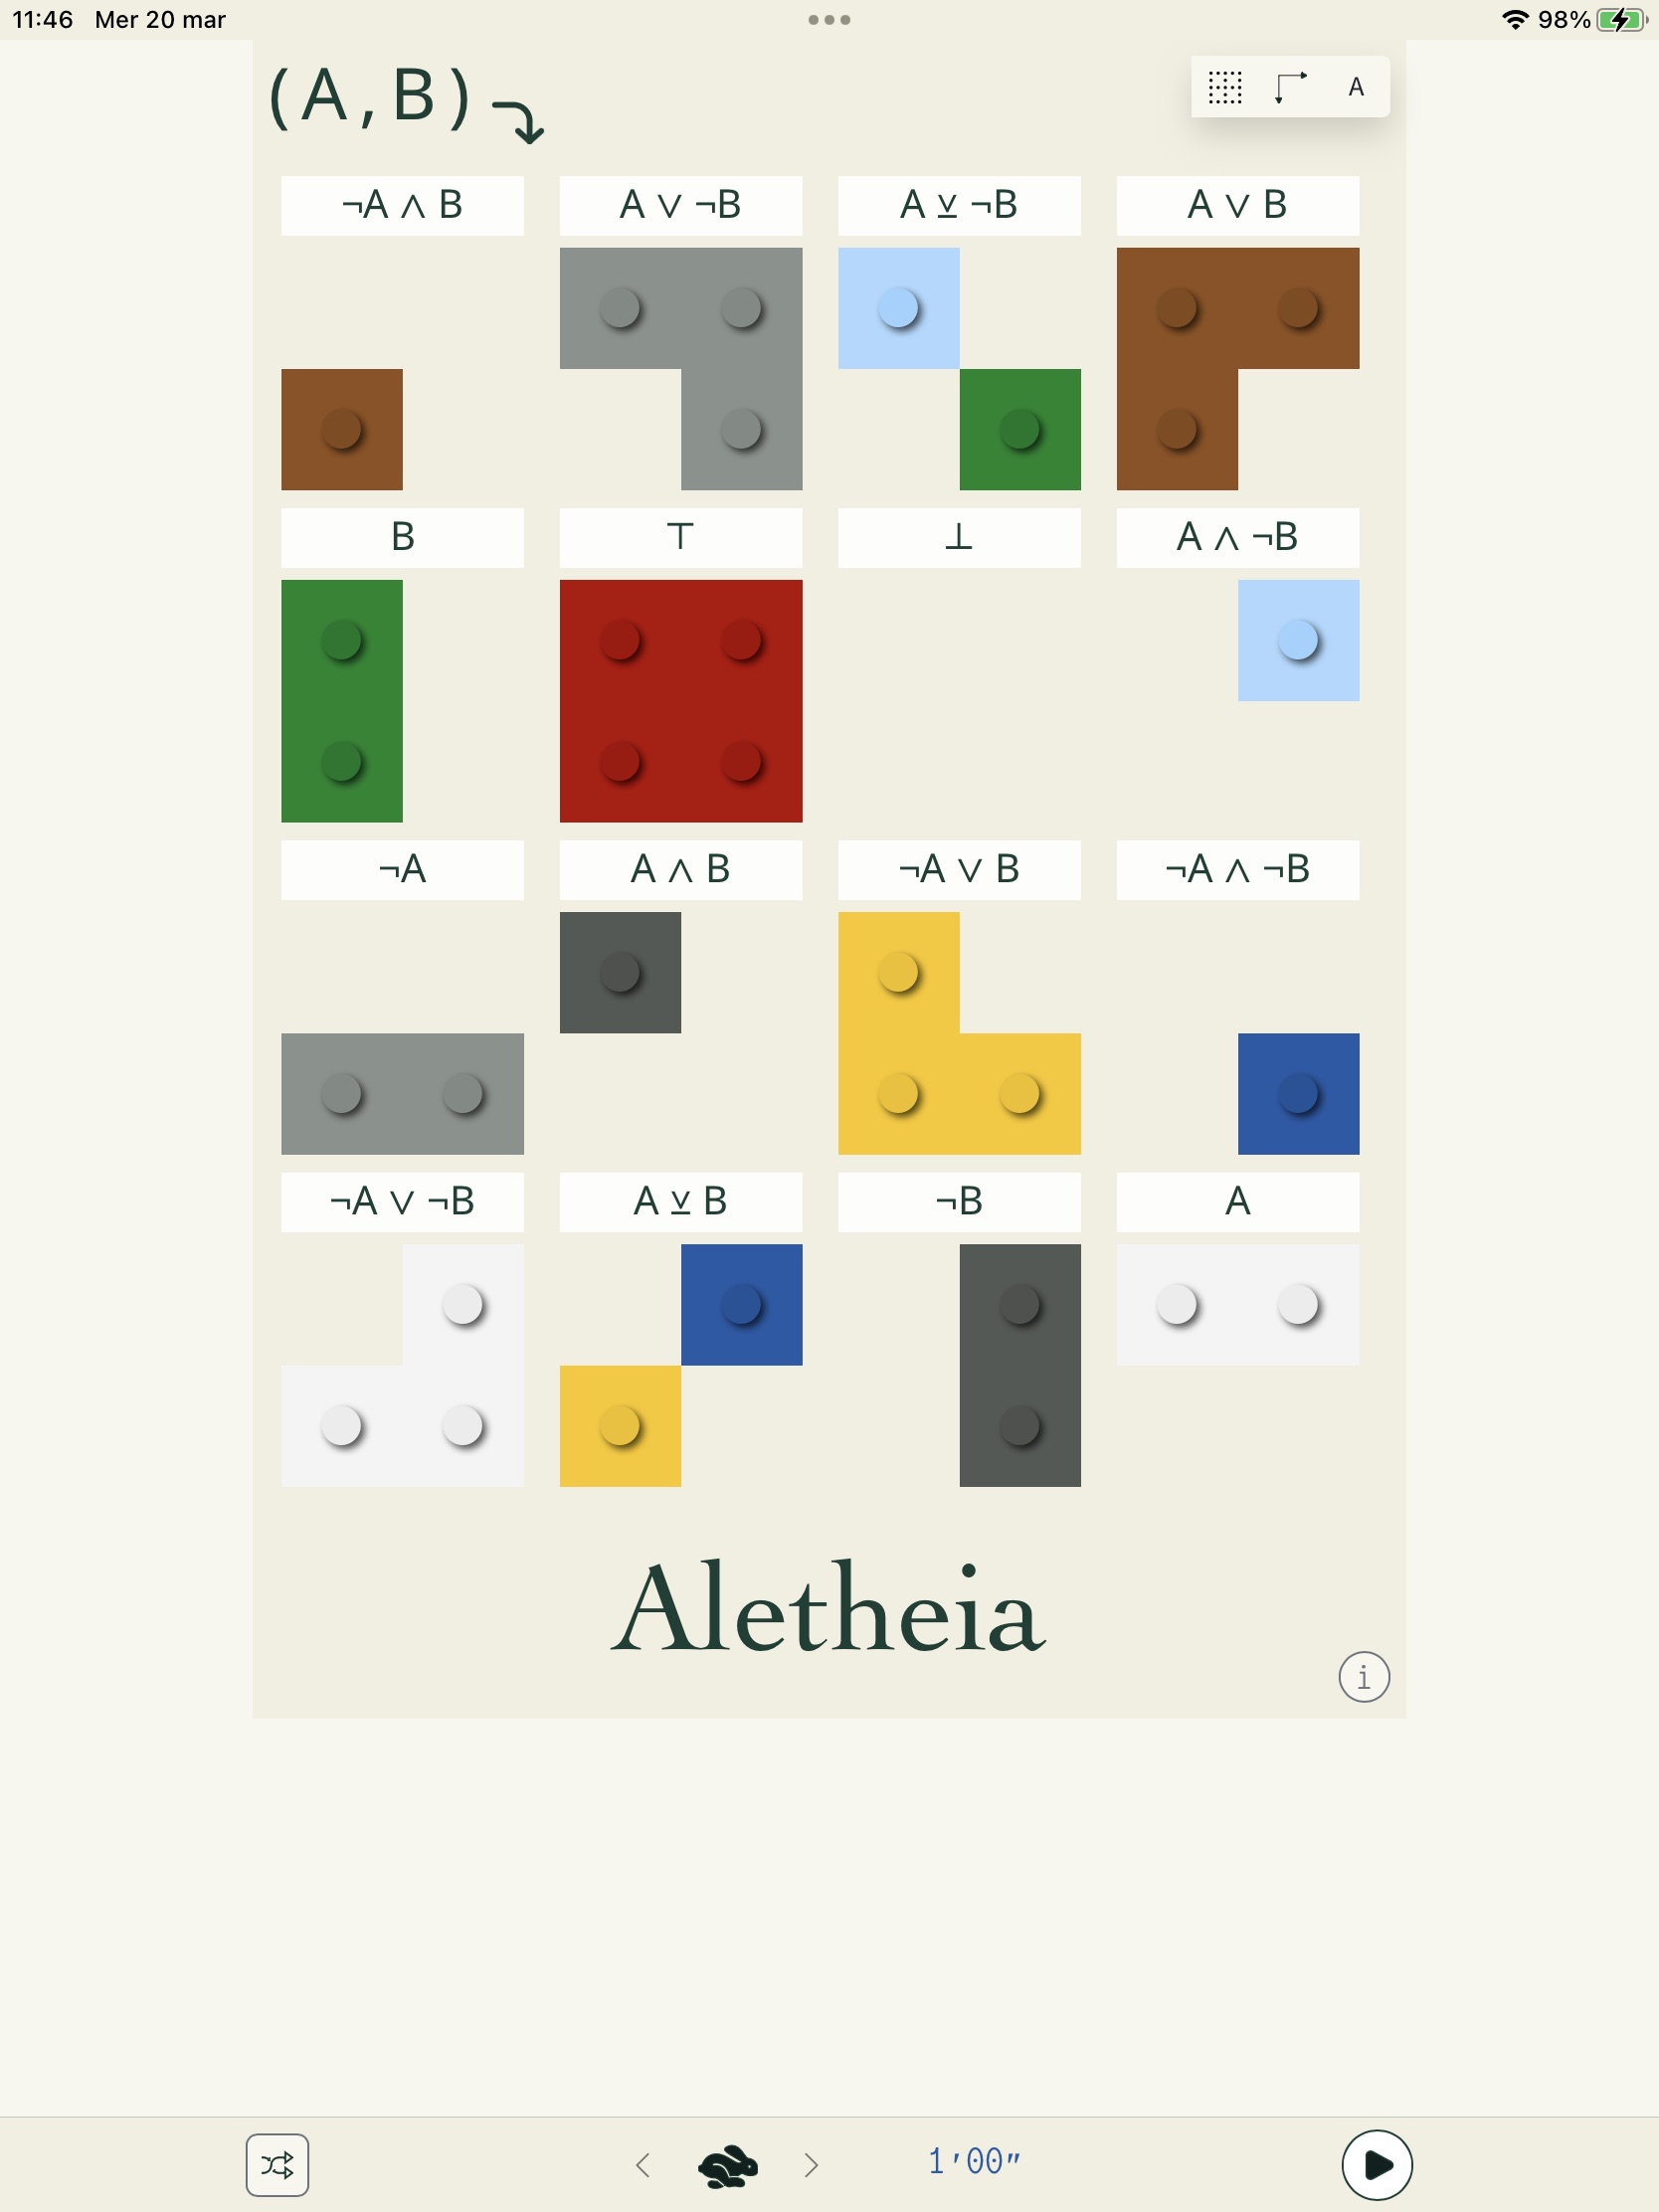 11:46 Mer 20 mar 98%
(A,B) A
¬A ∧ B A ∨ ¬B A ⊻ ¬B A ∨ B
B ⊤ ⊥ A ∧ ¬B
¬A A ∧ B ¬A ∨ B ¬A ∧ ¬B
¬A ∨ ¬B A ⊻ B ¬B A
Aletheia
i
1′00″